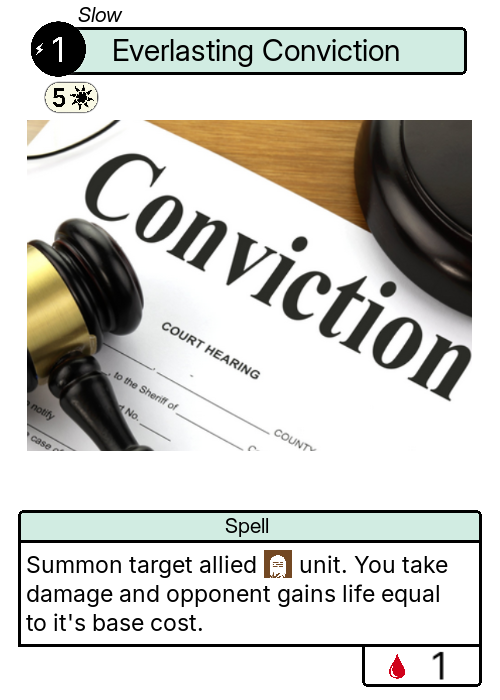 Slow
1 Everlasting Conviction
5
Conviction
COURT HEARING
to the Sheriff of
rt No.
COUNTY
notify
case of
Spell
Summon target allied unit. You take
damage and opponent gains life equal
to it's base cost.
1